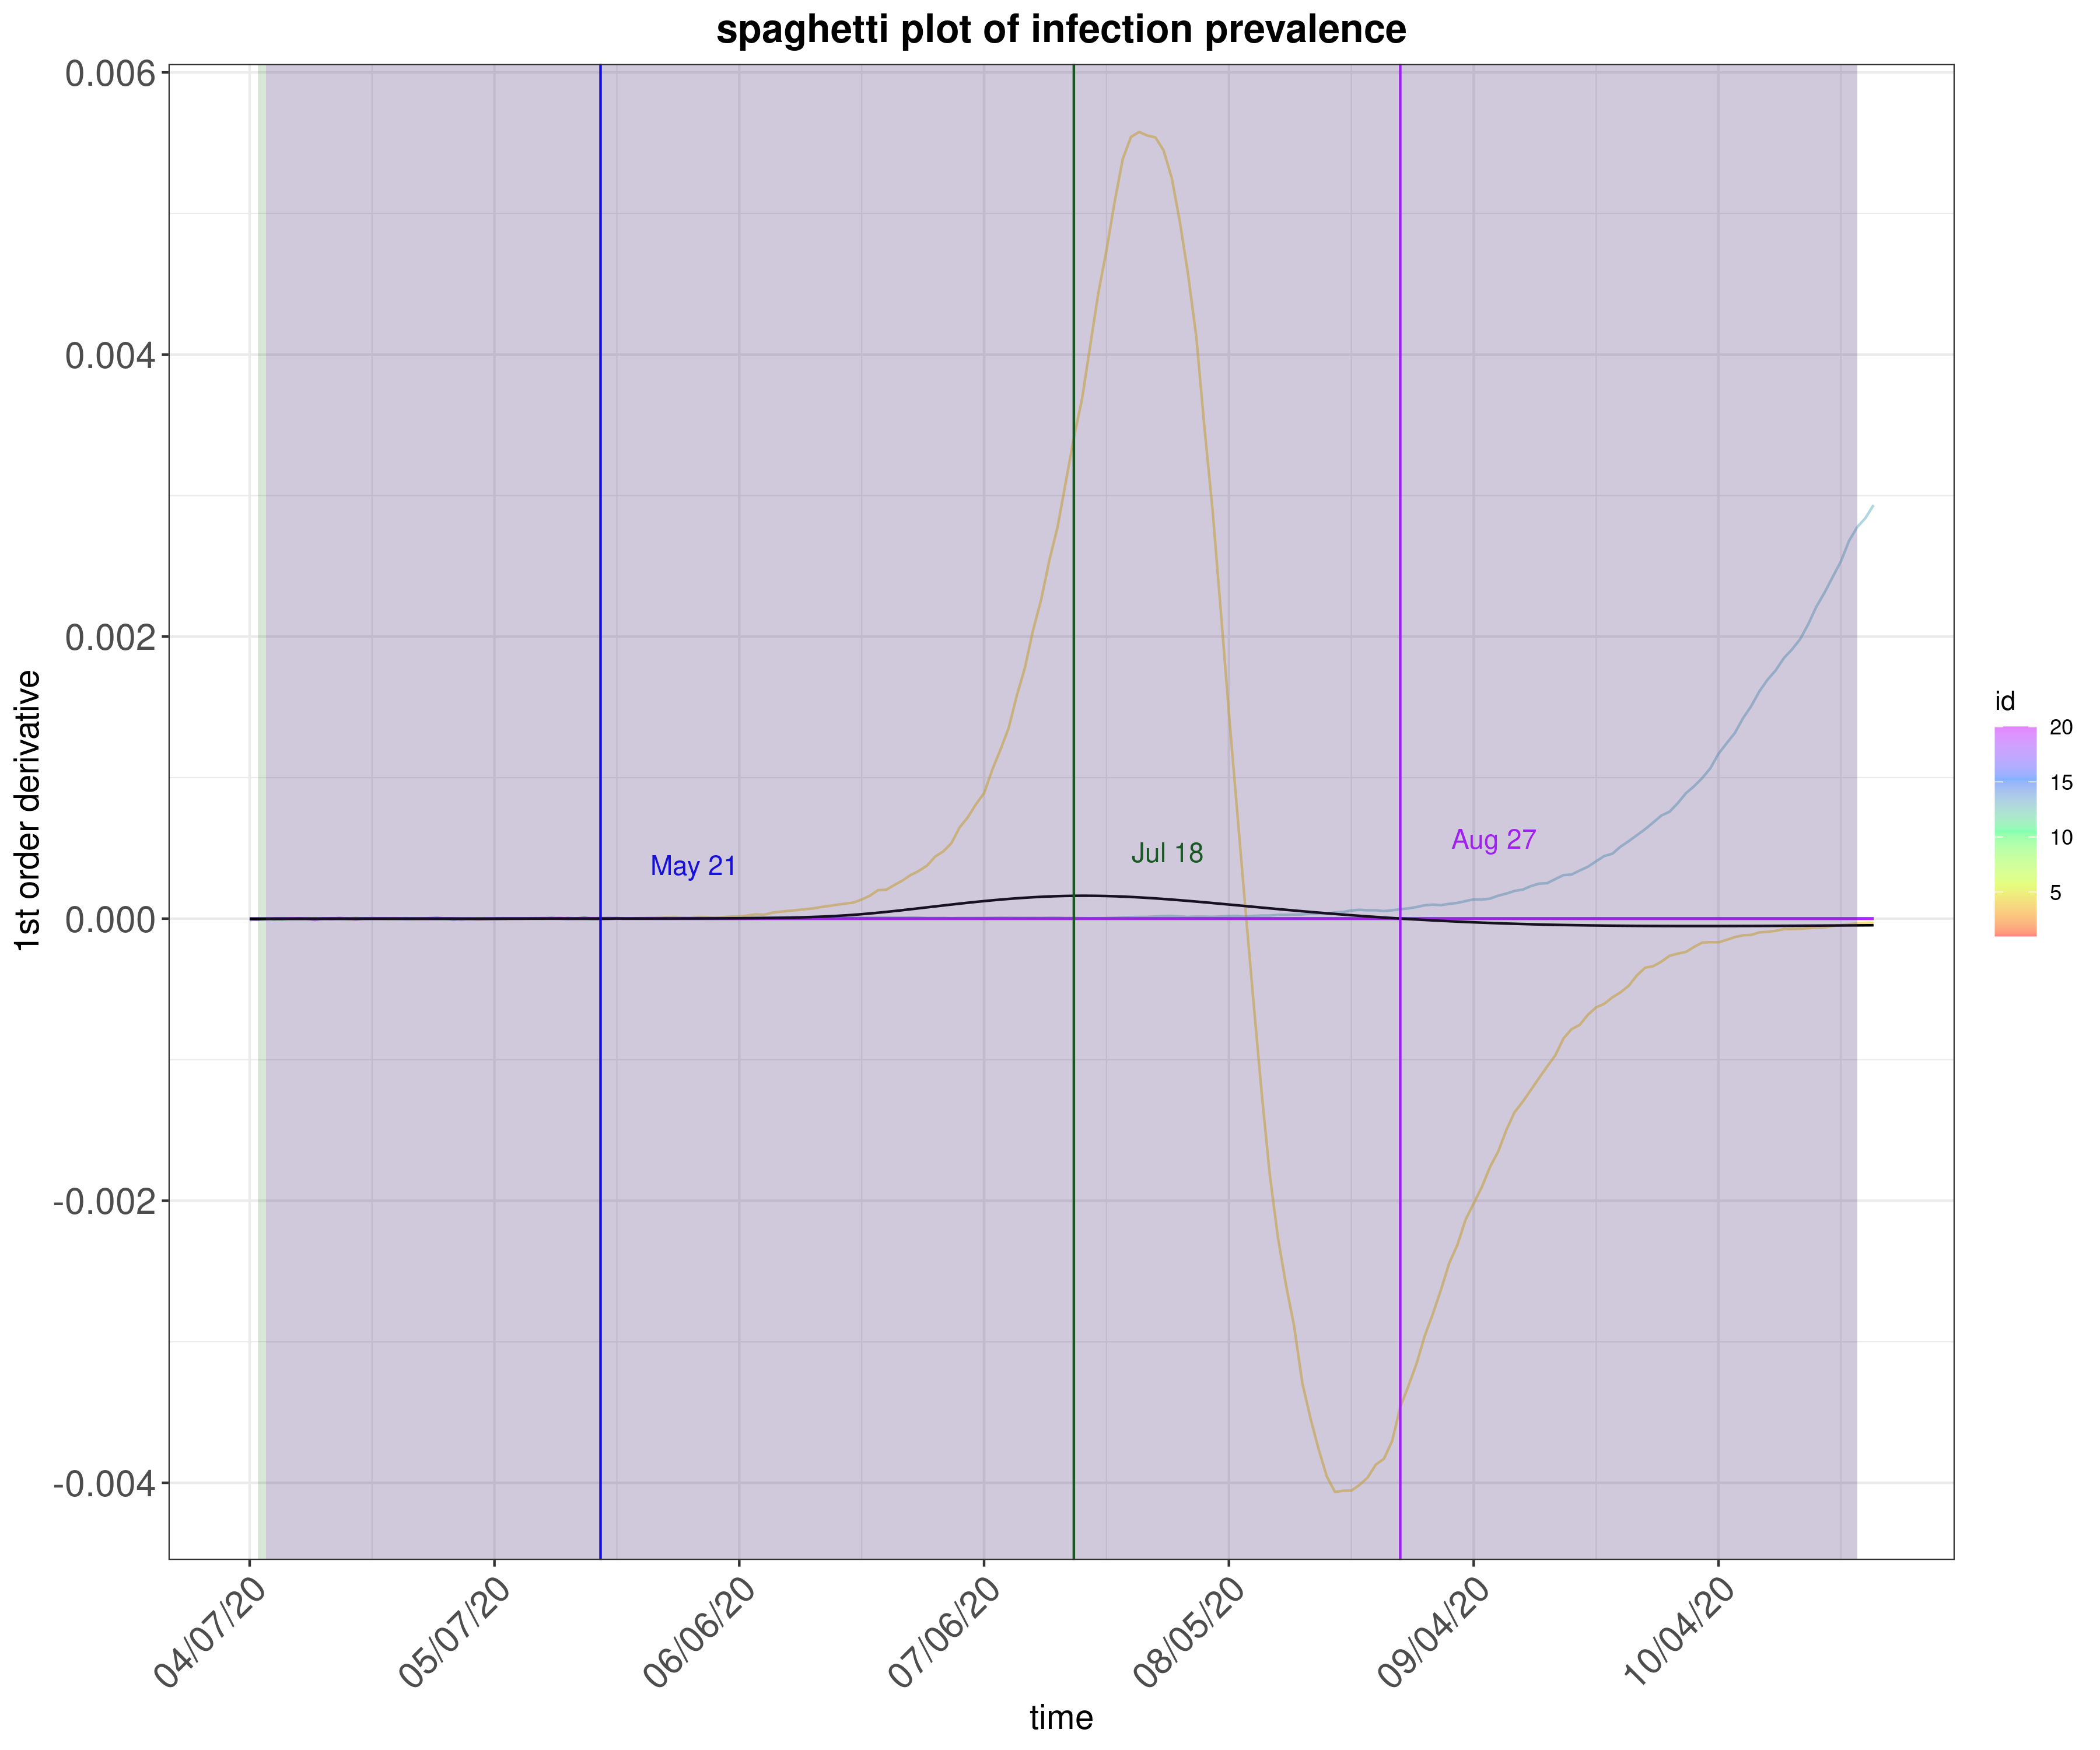 spaghetti plot of infection prevalence
1st order derivative
0.006
0.004
0.002
0.000
-0.002
-0.004
May 21
Jul 18
Aug 27
04/07/20
05/07/20
06/06/20
07/06/20
08/05/20
09/04/20
10/04/20
time
id
20
15
10
5